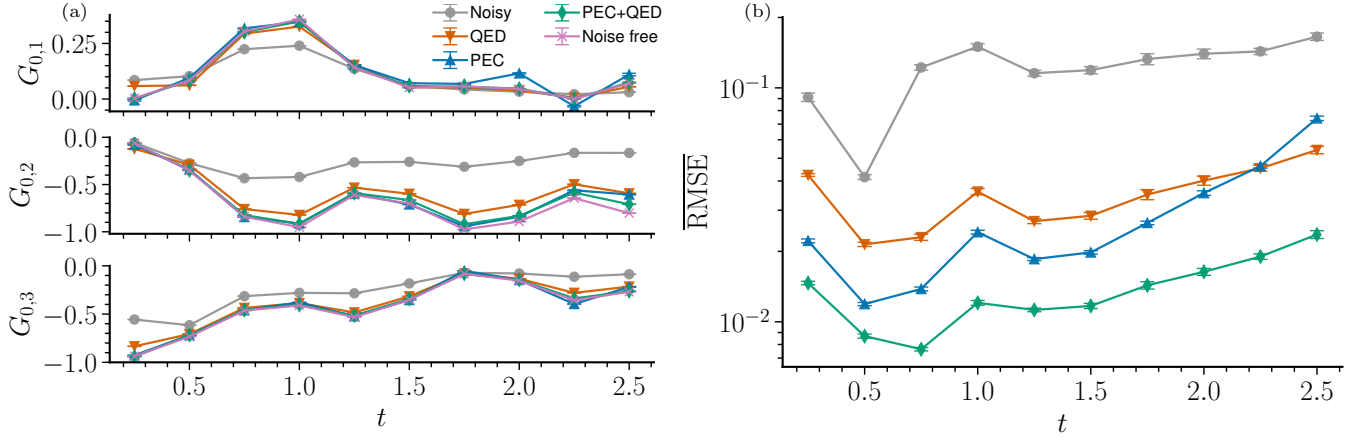 (a)
Noisy
QED
PEC
PEC+QED
Noise free
G0,1
0.25
0.00
G0,2
0.0
−0.5
−1.0
G0,3
0.0
−0.5
−1.0
0.5 1.0 1.5 2.0 2.5
t
(b)
RMSE
10−1
10−2
0.5 1.0 1.5 2.0 2.5
t